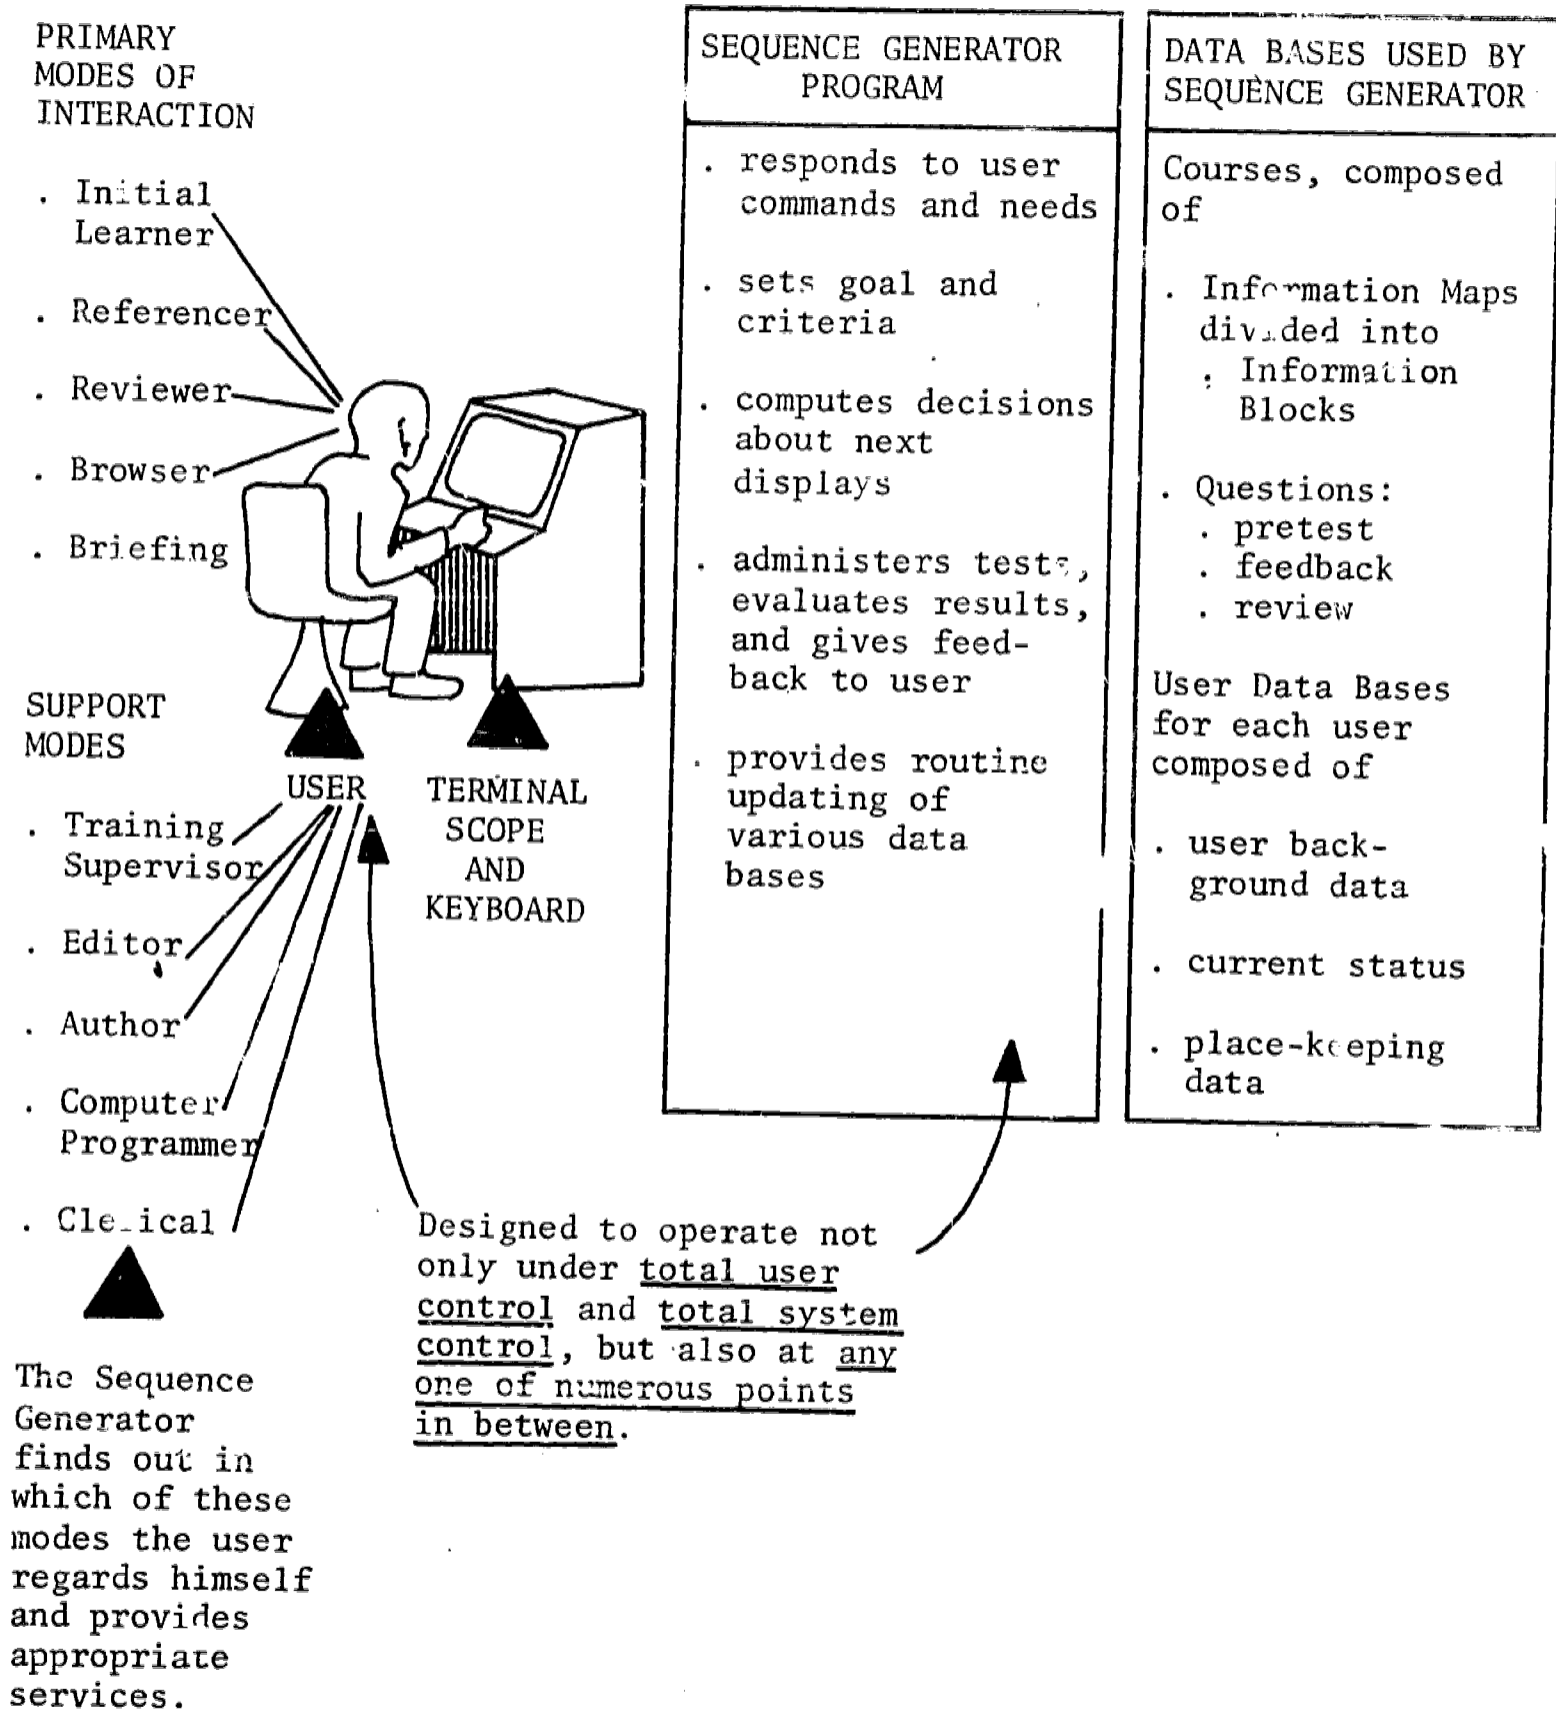 PRIMARY
MODES OF
INTERACTION
. Initial
Learner
. Referencer
. Reviewer
. Browser
. Briefing
SUPPORT
MODES
. Training
Supervisor
. Editor
. Author
. Computer
Programmer
. Clerical
The Sequence
Generator
finds out in
which of these
modes the user
regards himself
and provides
appropriate
services.
USER
TERMINAL
SCOPE
AND
KEYBOARD
Designed to operate not
only under total user
control and total system
control, but also at any
one of numerous points
in between.
SEQUENCE GENERATOR
PROGRAM
. responds to user
commands and needs
. sets goal and
criteria
. computes decisions
about next
displays
. administers tests,
evaluates results,
and gives feed-
back to user
. provides routine
updating of
various data
bases
DATA BASES USED BY
SEQUENCE GENERATOR
Courses, composed
of
. Information Maps
divided into
. Information
Blocks
. Questions:
. pretest
. feedback
. review
User Data Bases
for each user
composed of
. user back-
ground data
. current status
. place-keeping
data